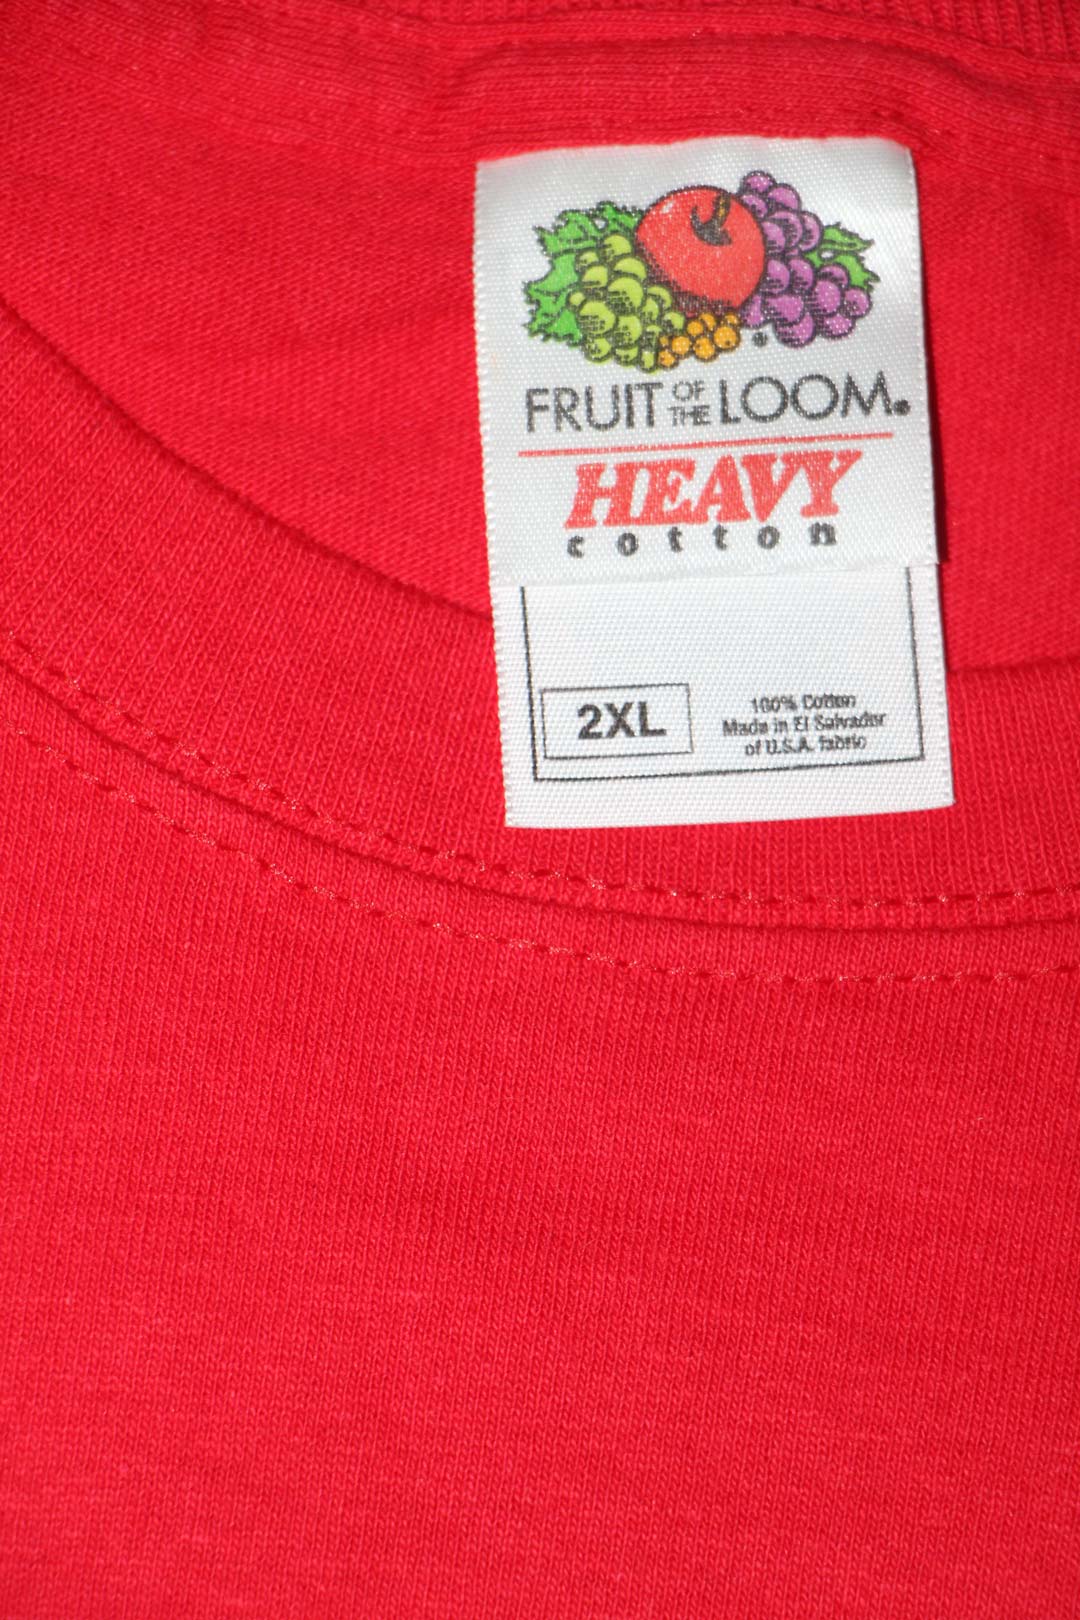 FRUIT OF THE LOOM.
HEAVY
cotton
2XL
100% Cotton
Made in El Salvador
of U.S.A. fabric